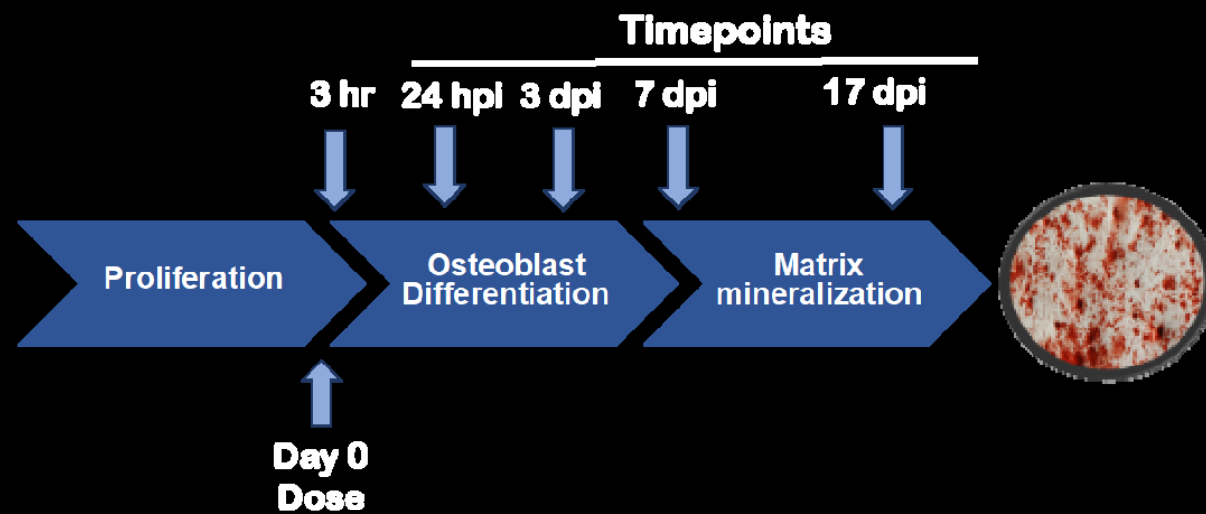 Timepoints
3 hr 24 hpi 3 dpi 7 dpi 17 dpi
Proliferation
Osteoblast
Differentiation
Matrix
mineralization
Day 0
Dose